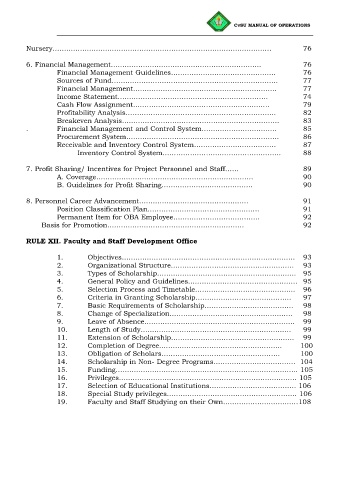 CvSU MANUAL OF OPERATIONS
Nursery.......................................................................................... 76
6. Financial Management.............................................................. 76
Financial Management Guidelines........................................... 76
Sources of Fund...................................................................... 77
Financial Management............................................................ 77
Income Statement................................................................ 74
Cash Flow Assignment.......................................................... 79
Profitability Analysis.............................................................. 82
Breakeven Analysis................................................................ 83
Financial Management and Control System............................... 85
Procurement System.............................................................. 86
Receivable and Inventory Control System.................................. 87
Inventory Control System.................................................. 88
7. Profit Sharing/ Incentives for Project Personnel and Staff...... 89
A. Coverage.................................................................. 90
B. Guidelines for Profit Sharing...................................... 90
8. Personnel Career Advancement............................................. 91
Position Classification Plan............................................... 91
Permanent Item for OBA Employee..................................... 92
Basis for Promotion......................................................... 92
RULE XII. Faculty and Staff Development Office
1. Objectives.................................................................................. 93
2. Organizational Structure......................................................... 93
3. Types of Scholarship................................................................ 95
4. General Policy and Guidelines.................................................. 95
5. Selection Process and Timetable............................................... 96
6. Criteria in Granting Scholarship............................................. 97
7. Basic Requirements of Scholarship.......................................... 98
8. Change of Specialization.......................................................... 98
9. Leave of Absence...................................................................... 99
10. Length of Study...................................................................... 99
11. Extension of Scholarship......................................................... 99
12. Completion of Degree......................................................... 100
13. Obligation of Scholars........................................................ 100
14. Scholarship in Non- Degree Programs...................................... 104
15. Funding................................................................................. 105
16. Privileges................................................................................ 105
17. Selection of Educational Institutions........................................ 106
18. Special Study privileges........................................................... 106
19. Faculty and Staff Studying on their Own..................................108